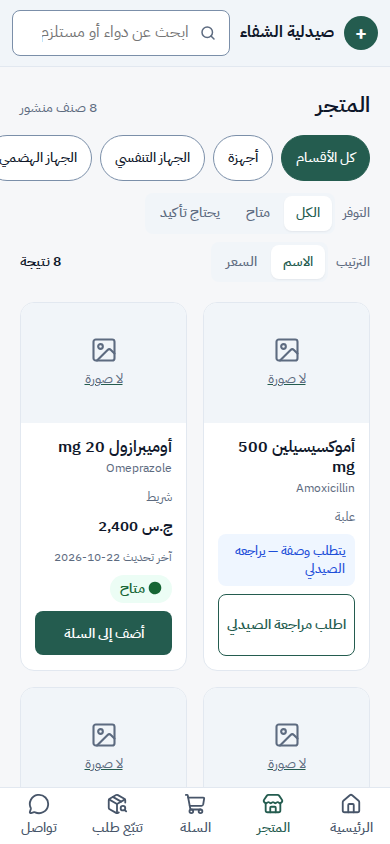 صيدلية الشفاء
ابحث عن دواء أو مستلزم
المتجر
8 صنف منشور
كل الأقسام
أجهزة
الجهاز التنفسي
الجهاز الهضمي
التوفر
الكل
متاح
يحتاج تأكيد
الترتيب
الاسم
السعر
8 نتيجة
لا صورة
أموكسيسيلين 500
mg
Amoxicillin
علبة
يتطلب وصفة — يراجعه
الصيدلي
اطلب مراجعة الصيدلي
لا صورة
أوميبرازول 20 mg
Omeprazole
شريط
2,400 ج.س
آخر تحديث 22-10-2026
متاح
أضف إلى السلة
لا صورة
لا صورة
الرئيسية
المتجر
السلة
تتبّع طلب
تواصل